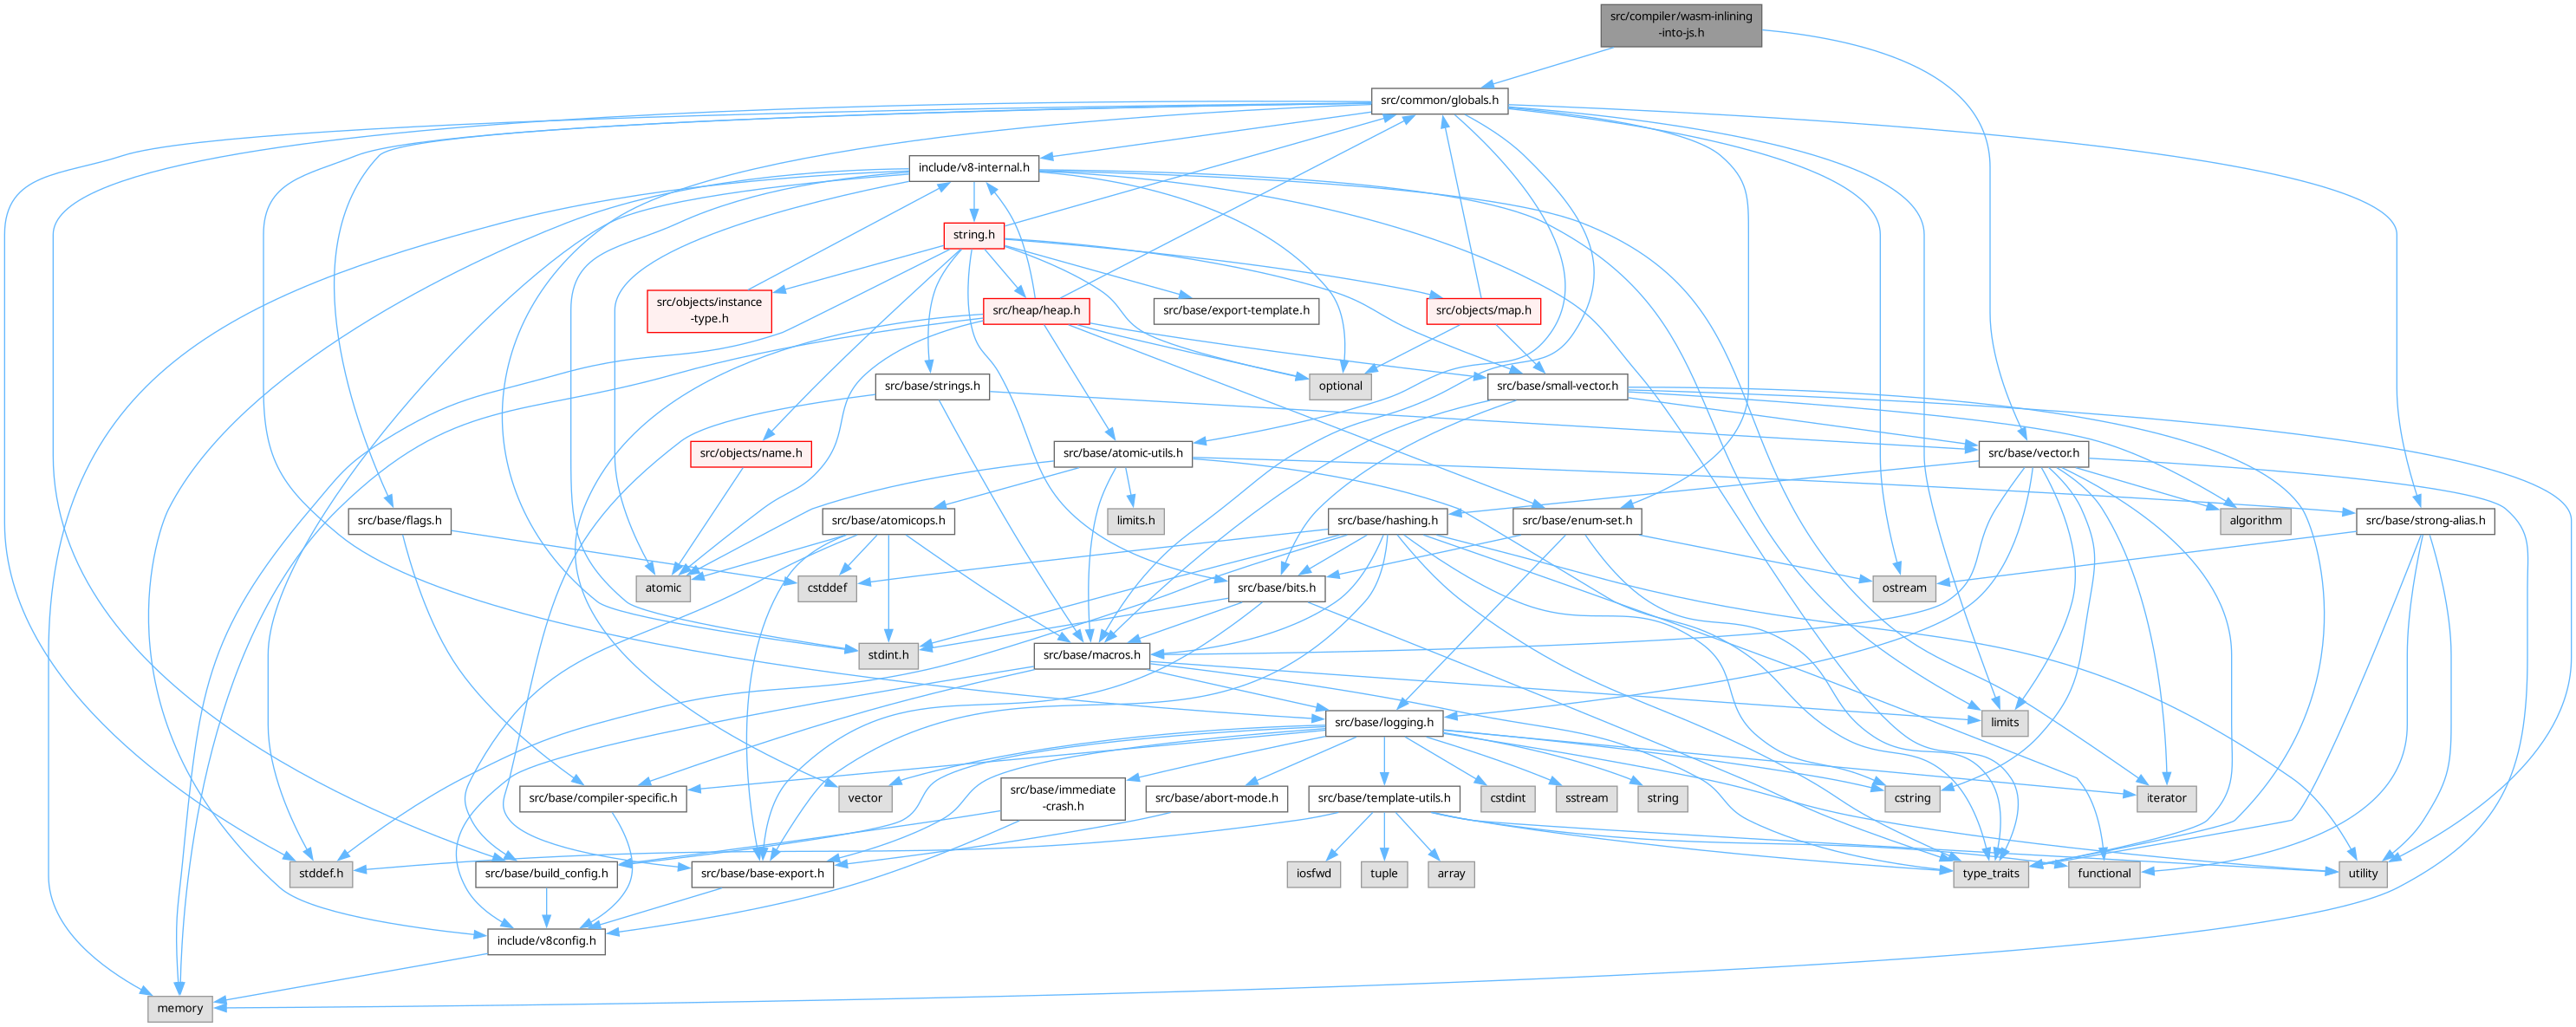 src/compiler/wasm-inlining
-into-js.h
src/common/globals.h
include/v8-internal.h
string.h
src/objects/instance
-type.h
src/heap/heap.h
src/base/export-template.h
src/objects/map.h
src/base/strings.h
optional
src/base/small-vector.h
src/objects/name.h
src/base/atomic-utils.h
src/base/vector.h
src/base/flags.h
src/base/atomicops.h
limits.h
src/base/hashing.h
src/base/enum-set.h
algorithm
src/base/strong-alias.h
atomic
cstddef
src/base/bits.h
ostream
stdint.h
src/base/macros.h
src/base/logging.h
limits
src/base/compiler-specific.h
vector
src/base/immediate
-crash.h
src/base/abort-mode.h
src/base/template-utils.h
cstdint
sstream
string
cstring
iterator
stddef.h
src/base/build_config.h
src/base/base-export.h
iosfwd
tuple
array
type_traits
functional
utility
include/v8config.h
memory